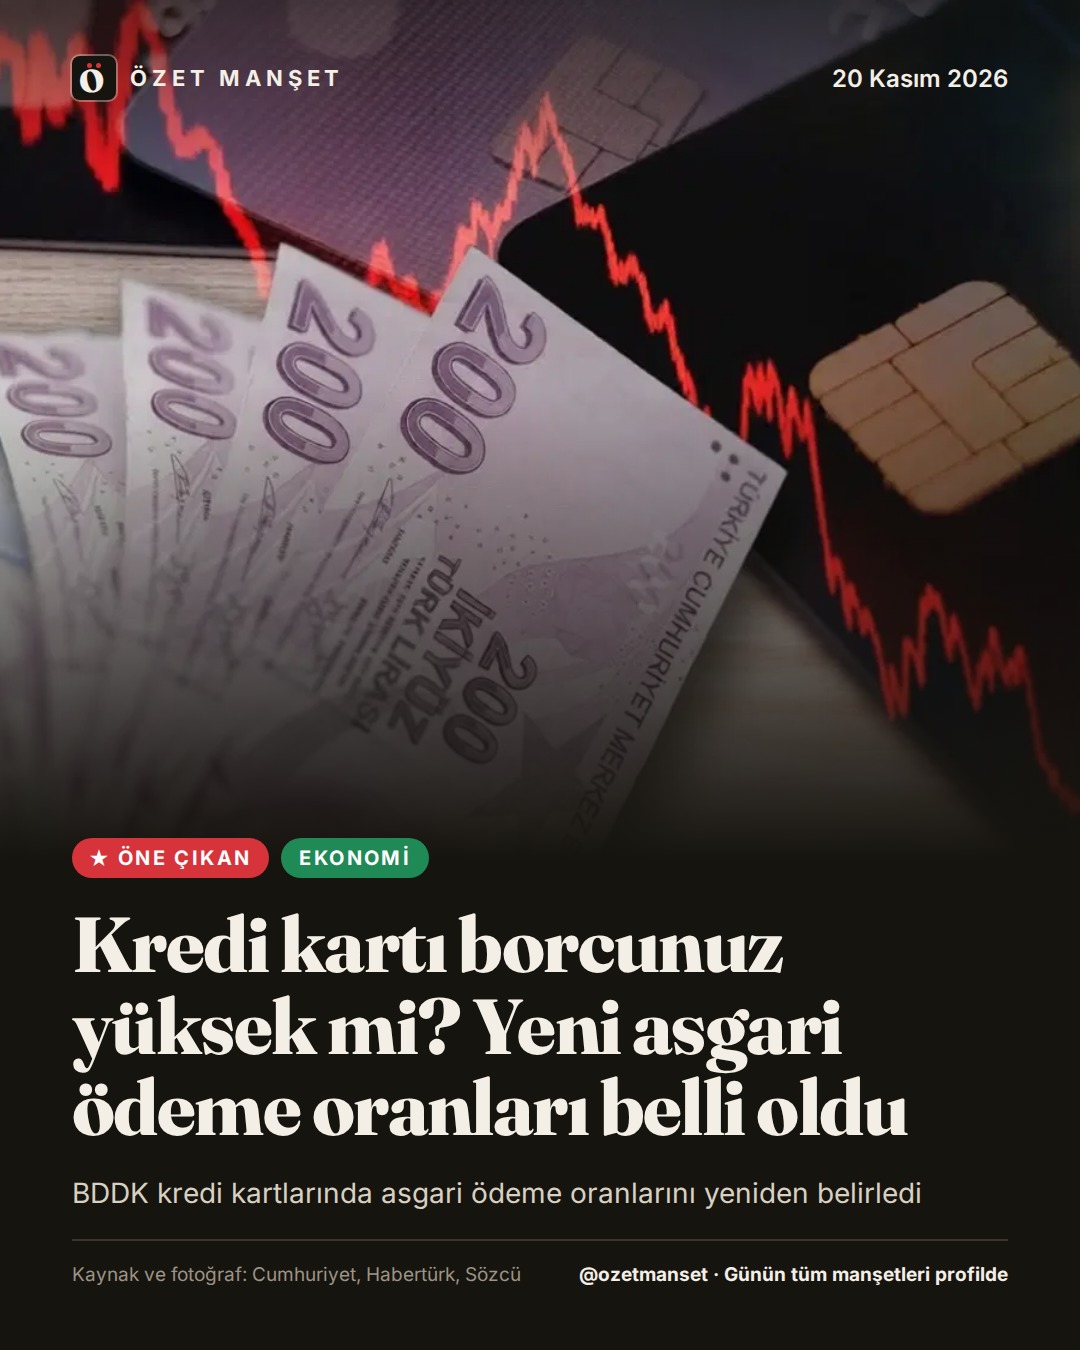 ö ÖZET MANŞET
20 Kasım 2026
200
200
200
200
TÜRKİYE CUMHURİYET MERKEZ
200
İKİYÜZ
TÜRK LİRASI
★ ÖNE ÇIKAN
EKONOMİ
Kredi kartı borcunuz
yüksek mi? Yeni asgari
ödeme oranları belli oldu
BDDK kredi kartlarında asgari ödeme oranlarını yeniden belirledi
Kaynak ve fotoğraf: Cumhuriyet, Habertürk, Sözcü
@ozetmanset · Günün tüm manşetleri profilde